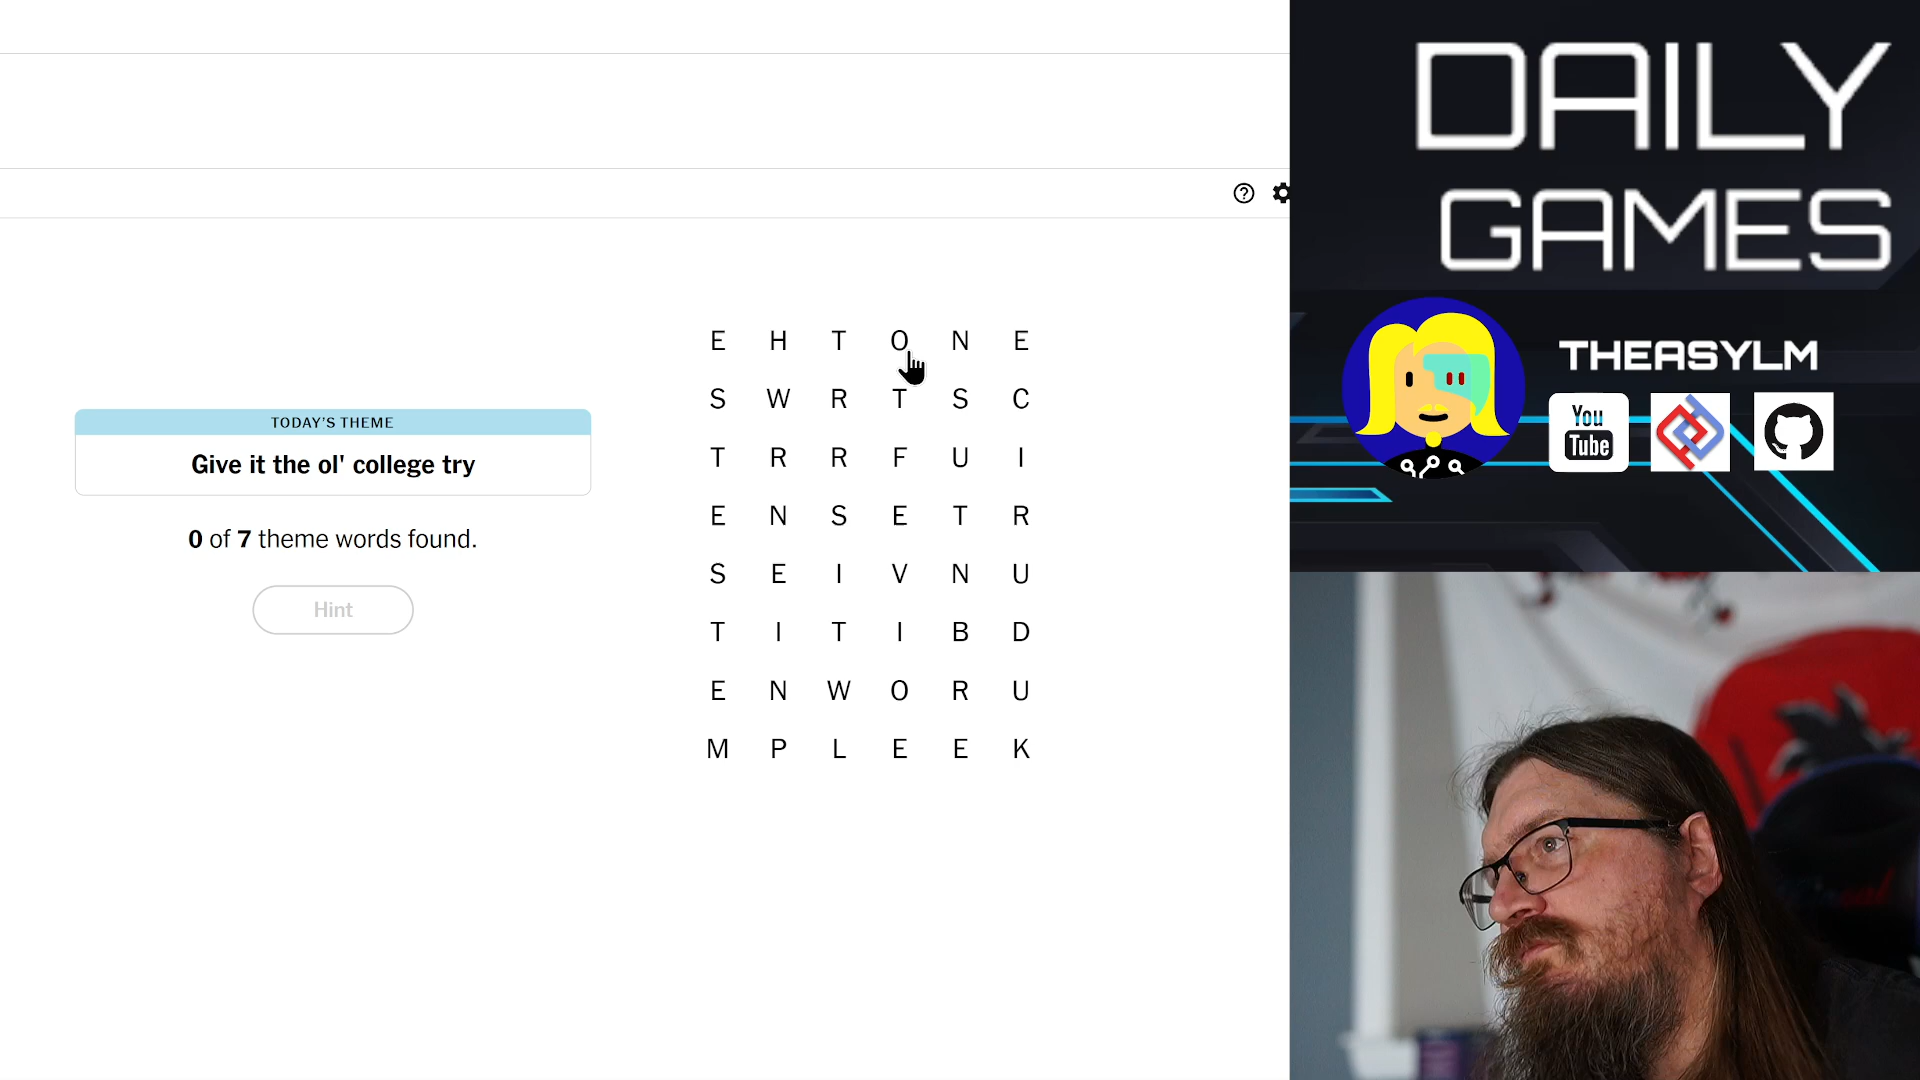 DAILY
GAMES
THEASYLM
You
Tube
TODAY'S THEME
Give it the ol' college try
0 of 7 theme words found.
Hint
E H T O N E
S W R T S C
T R R F U I
E N S E T R
S E I V N U
T I T I B D
E N W O R U
M P L E E K